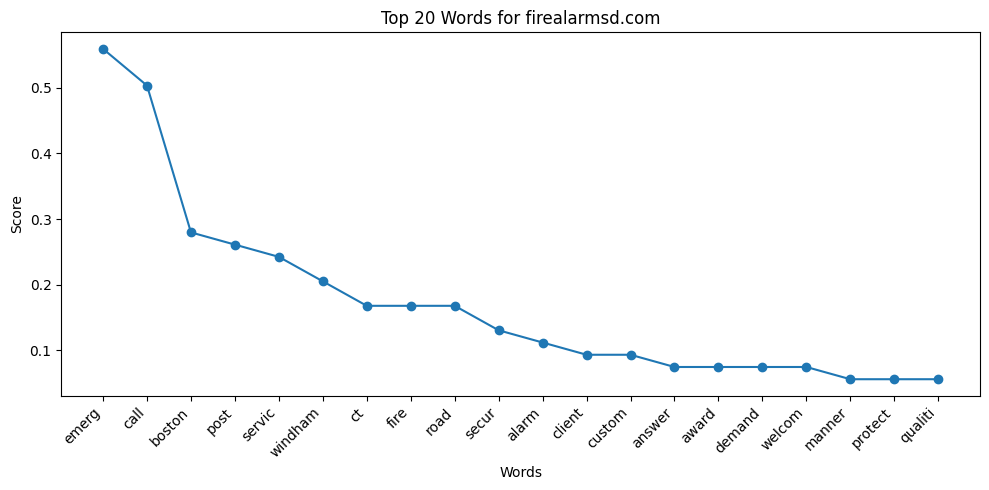 Top 20 Words for firealarmsd.com
Score
0.5
0.4
0.3
0.2
0.1
emerg
call
boston
post
servic
windham
ct
fire
road
secur
alarm
client
custom
answer
award
demand
welcom
manner
protect
qualiti
Words